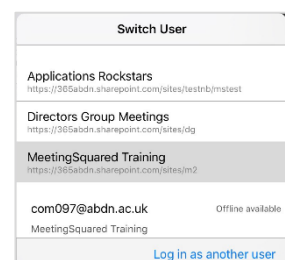 Switch User
Applications Rockstars
https://365abdn.sharepoint.com/sites/testnb/mstest
Directors Group Meetings
https://365abdn.sharepoint.com/sites/dg
MeetingSquared Training
https://365abdn.sharepoint.com/sites/m2
com097@abdn.ac.uk Offline available
MeetingSquared Training
Log in as another user